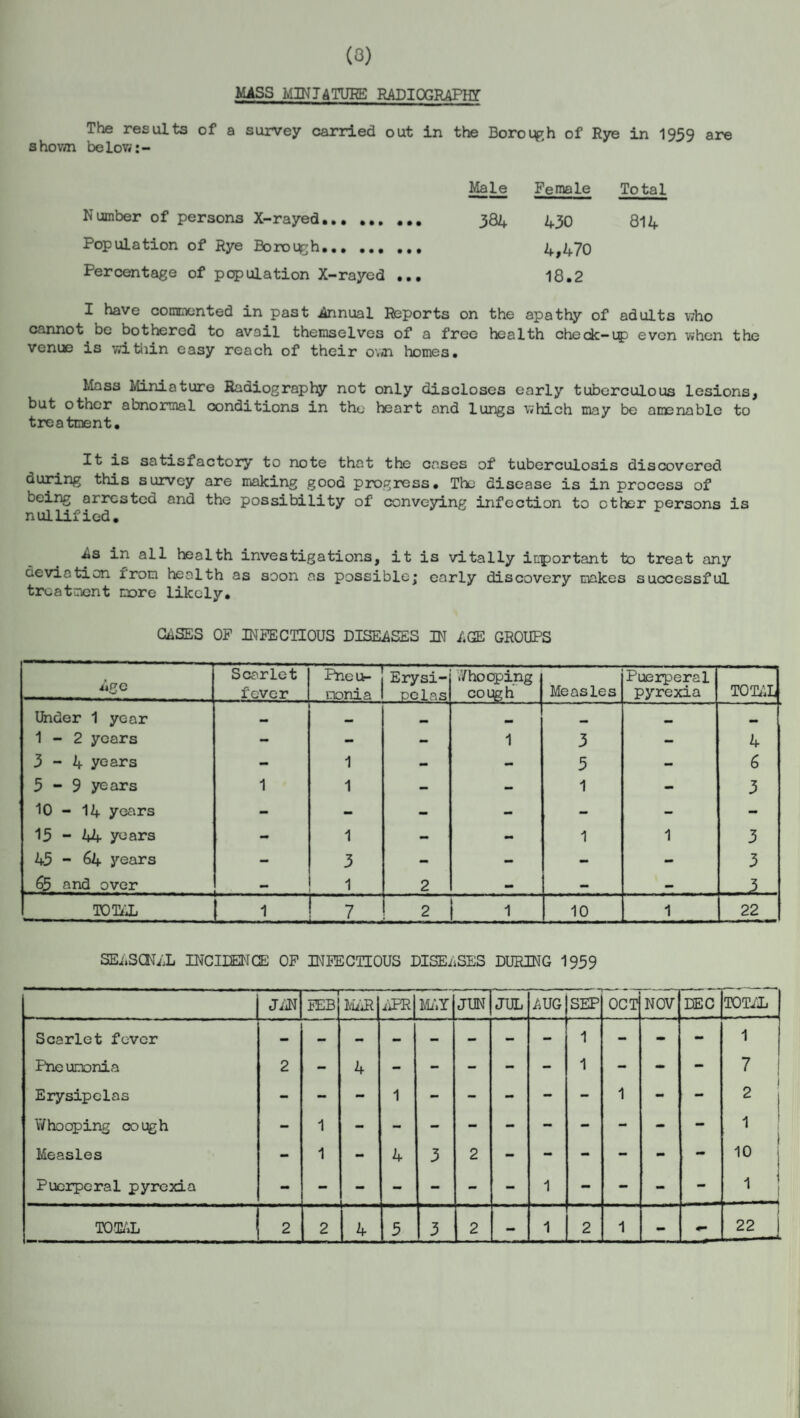 (8)
MASS MINIATURE RADIOGRAPHY
The results of a survey carried out in the Borough of Rye in 1959 are
shown below:-
Male Female Total
Number of persons X-rayed... ... ... 384 430 814
Population of Rye Borough... ... ... 4,470
Percentage of population X-rayed ... 18.2
I have commented in past Annual Reports on the apathy of adults who
cannot be bothered to avail themselves of a free health check-up even when the
venue is within easy reach of their own homes.
Mass Miniature Radiography not only discloses early tuberculous lesions,
but other abnormal conditions in the heart and lungs which may be amenable to
treatment.
It is satisfactory to note that the cases of tuberculosis discovered
during this survey are making good progress. The disease is in process of
being arrested and the possibility of conveying infection to other persons is
nullified.
As in all health investigations, it is vitally important to treat any
deviation from health as soon as possible; early discovery makes successful
treatment more likely.
CASES OF INFECTIOUS DISEASES IN AGE GROUPS
Age Scarlet fever Pneu-monia Erysi-pelas Whooping cough Measles Puerperal pyrexia TOTAL
Under 1 year - - - - - - -
1 - 2 years - - - 1 3 - 4
3 - 4 years - 1 - - 5 - 6
5 - 9 years 1 1 - - 1 - 3
10 - 14 years - - - - - - -
15 - 44 years - 1 - - 1 1 3
45 - 64 years - 3 - - - - 3
65 and over - 1 2 - - - 3
TOTAL 1 7 2 1 10 1 22
SEASONAL INCIDENCE OF INFECTIOUS DISEASES DURING 1959
JAN FEB MAR APR MAY JUN JUL AUG SEP OCT NOV DEC TOTAL
Scarlet fever - - - - - - - - 1 - - - 1
Pneumonia 2 - 4 - - - - - 1 - - - 7
Erysipelas - - - 1 - - - - - 1 - - 2
Whooping cough - 1 - - - - - - - - - - 1
Measles - 1 - 4 3 2 - - - - - - 10
Puerperal pyrexia - - - - - - - 1 - - - - 1
TOTAL 2 2 4 5 3 2 - 1 2 1 - - 22